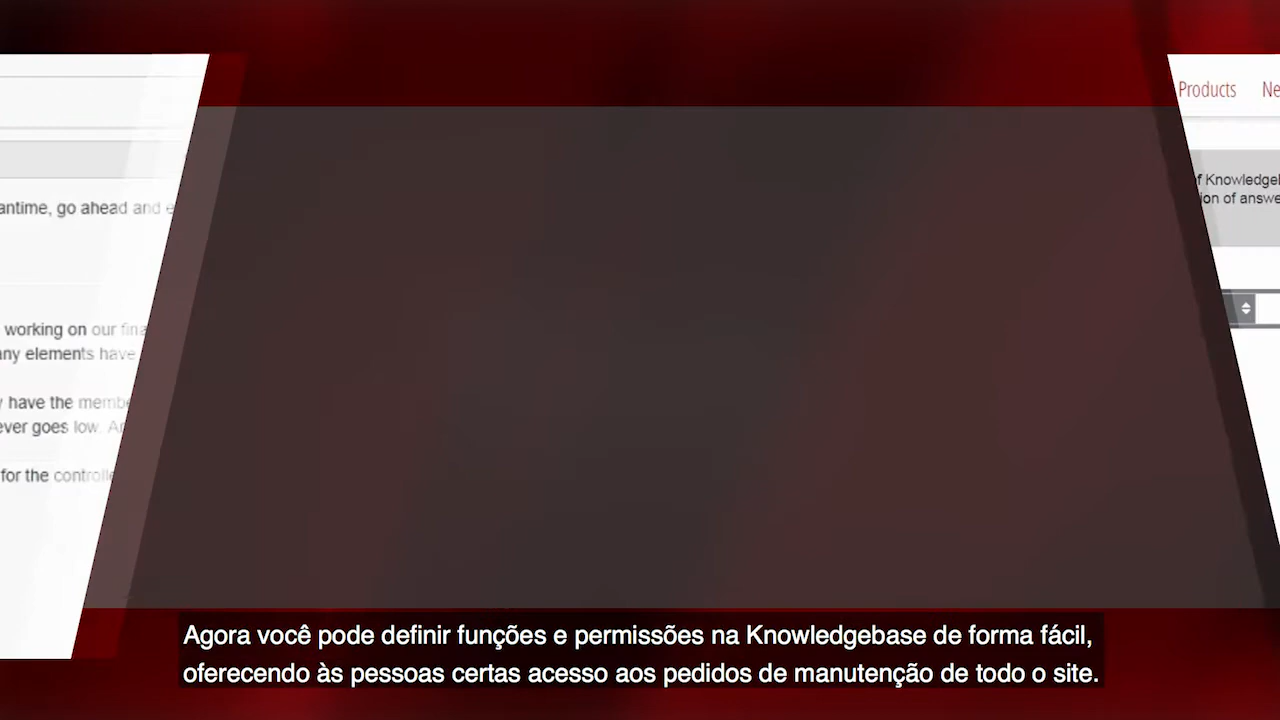 Products
of Knowledge
of answe
antime, go ahead and
working on our
any elements have
have the
ever goes low.
for the
Agora você pode definir funções e permissões na Knowledgebase de forma fácil,
oferecendo às pessoas certas acesso aos pedidos de manutenção de todo o site.